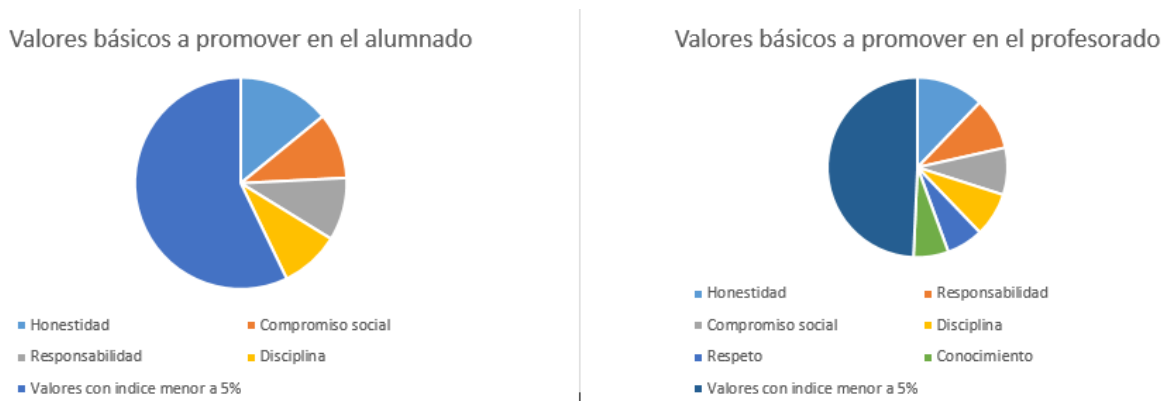 Valores básicos a promover en el alumnado
Honestidad
Compromiso social
Responsabilidad
Disciplina
Valores con indice menor a 5%
Valores básicos a promover en el profesorado
Honestidad
Responsabilidad
Compromiso social
Disciplina
Respeto
Conocimiento
Valores con indice menor a 5%